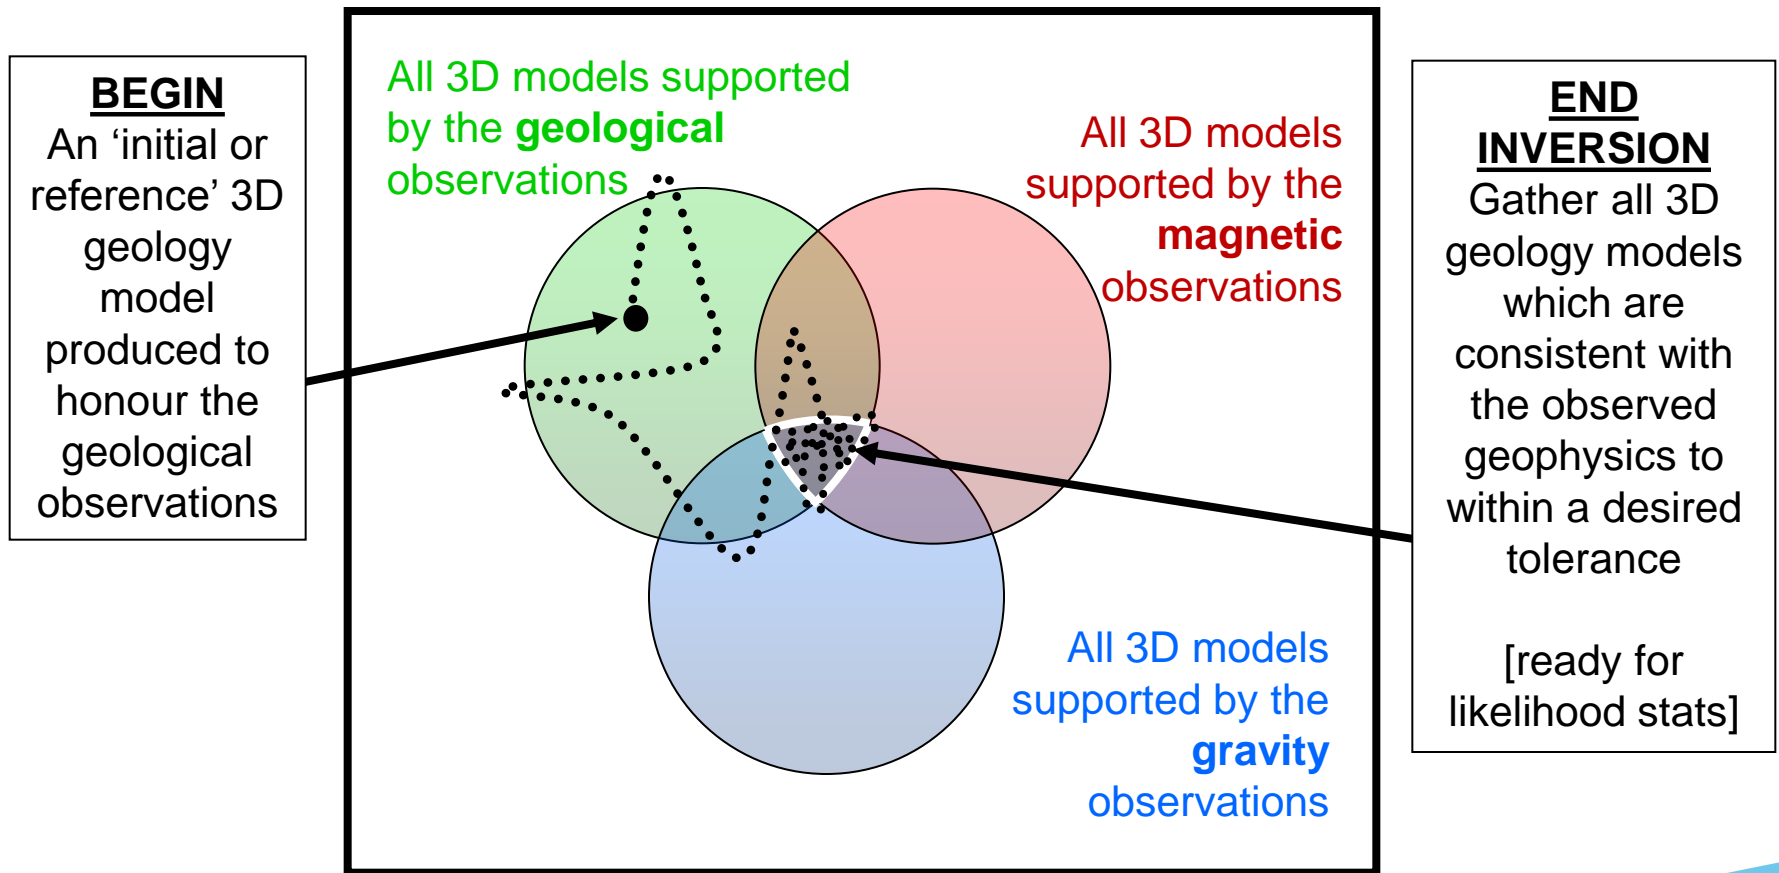 BEGIN
An ‘initial or
reference’ 3D
geology
model
produced to
honour the
geological
observations
All 3D models supported
by the geological
observations
All 3D models
supported by the
magnetic
observations
All 3D models
supported by the
gravity
observations
END
INVERSION
Gather all 3D
geology models
which are
consistent with
the observed
geophysics to
within a desired
tolerance
[ready for
likelihood stats]